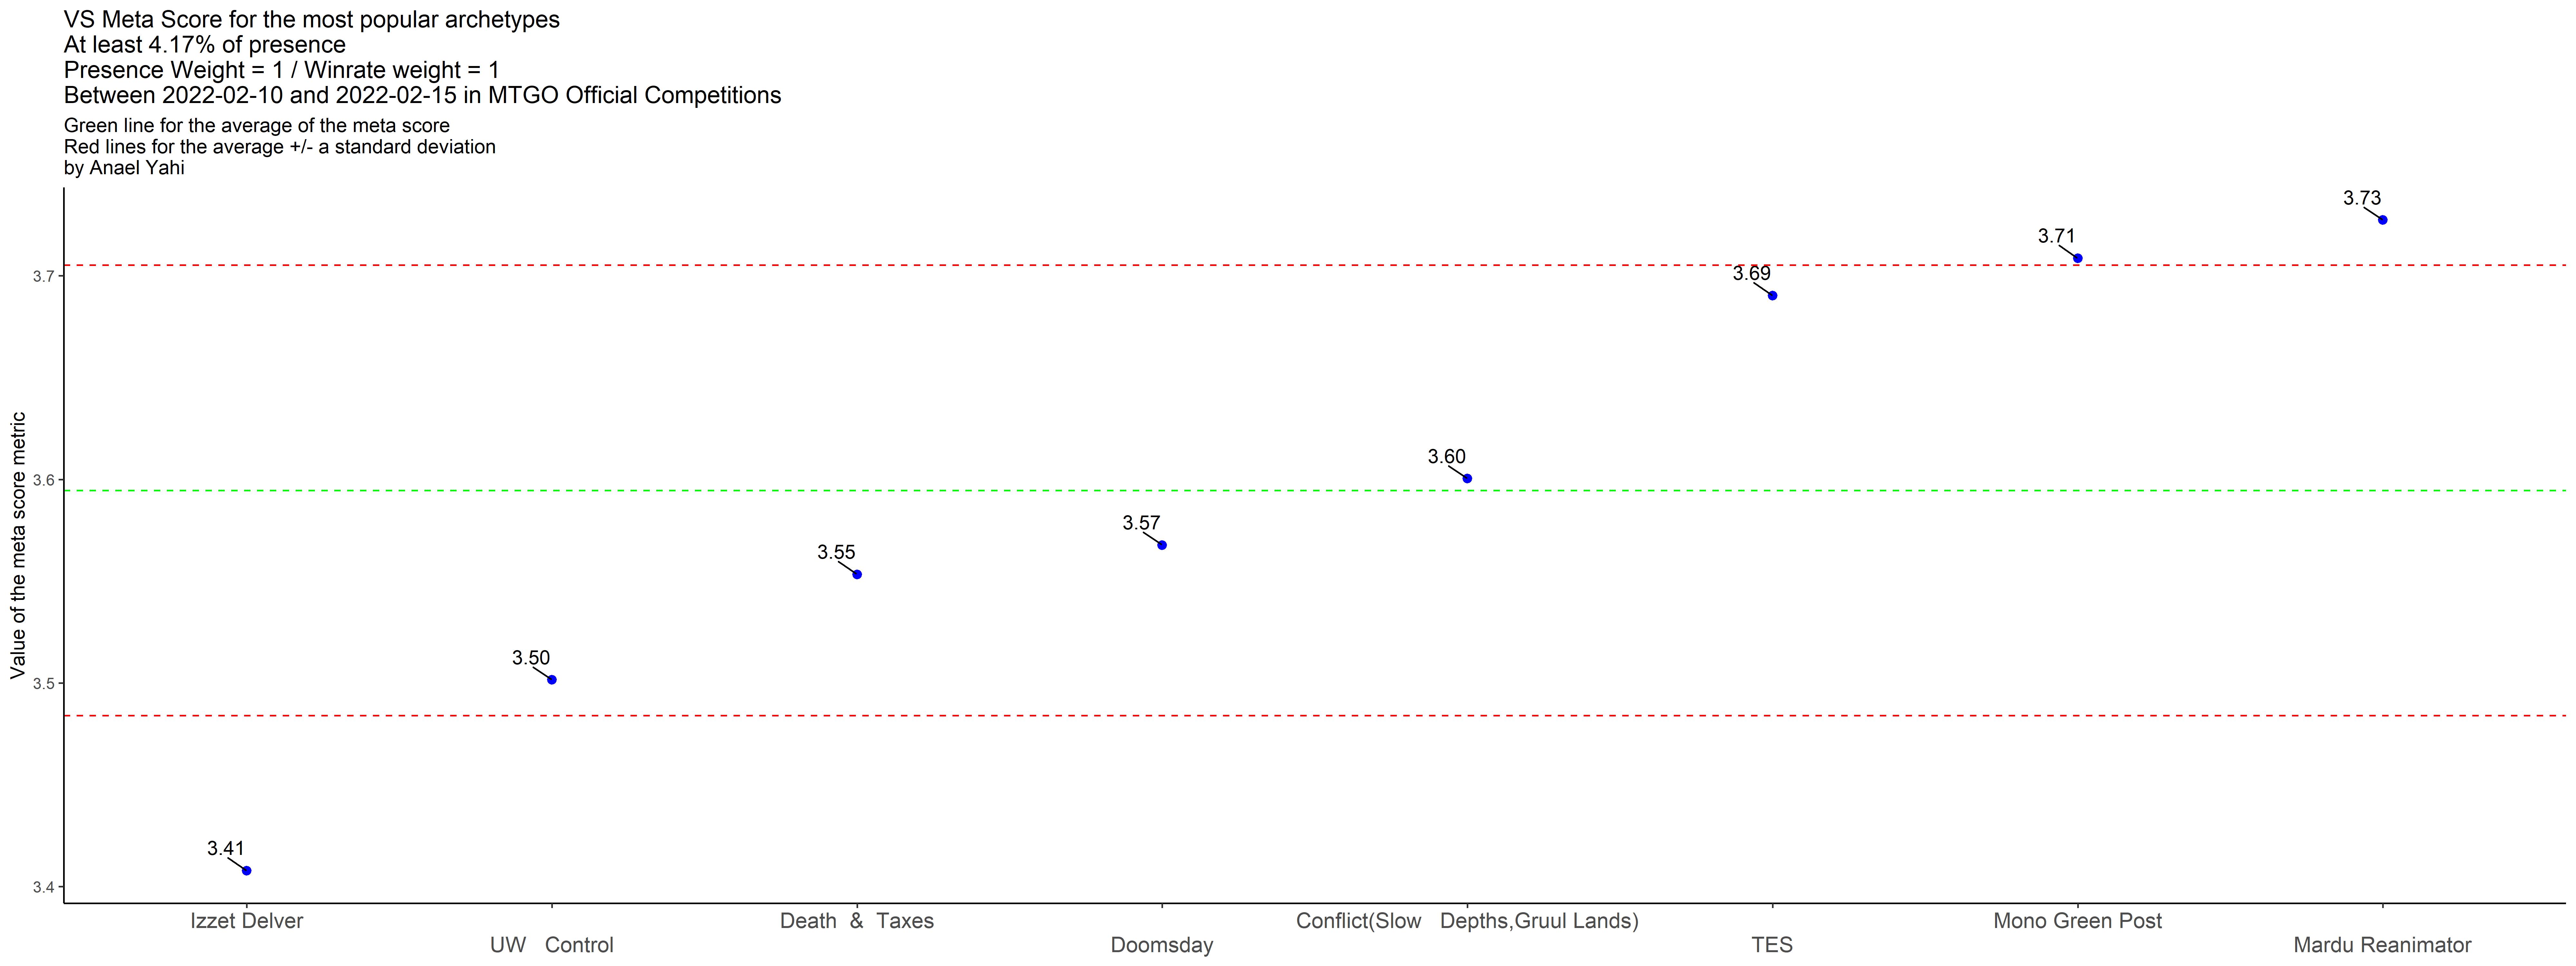 VS Meta Score for the most popular archetypes
At least 4.17% of presence
Presence Weight = 1 / Winrate weight = 1
Between 2022-02-10 and 2022-02-15 in MTGO Official Competitions
Green line for the average of the meta score
Red lines for the average +/- a standard deviation
by Anael Yahi
Value of the meta score metric
3.7
3.6
3.5
3.4
3.41
3.50
3.55
3.57
3.60
3.69
3.71
3.73
Izzet Delver
UW Control
Death & Taxes
Doomsday
Conflict(Slow Depths,Gruul Lands)
TES
Mono Green Post
Mardu Reanimator